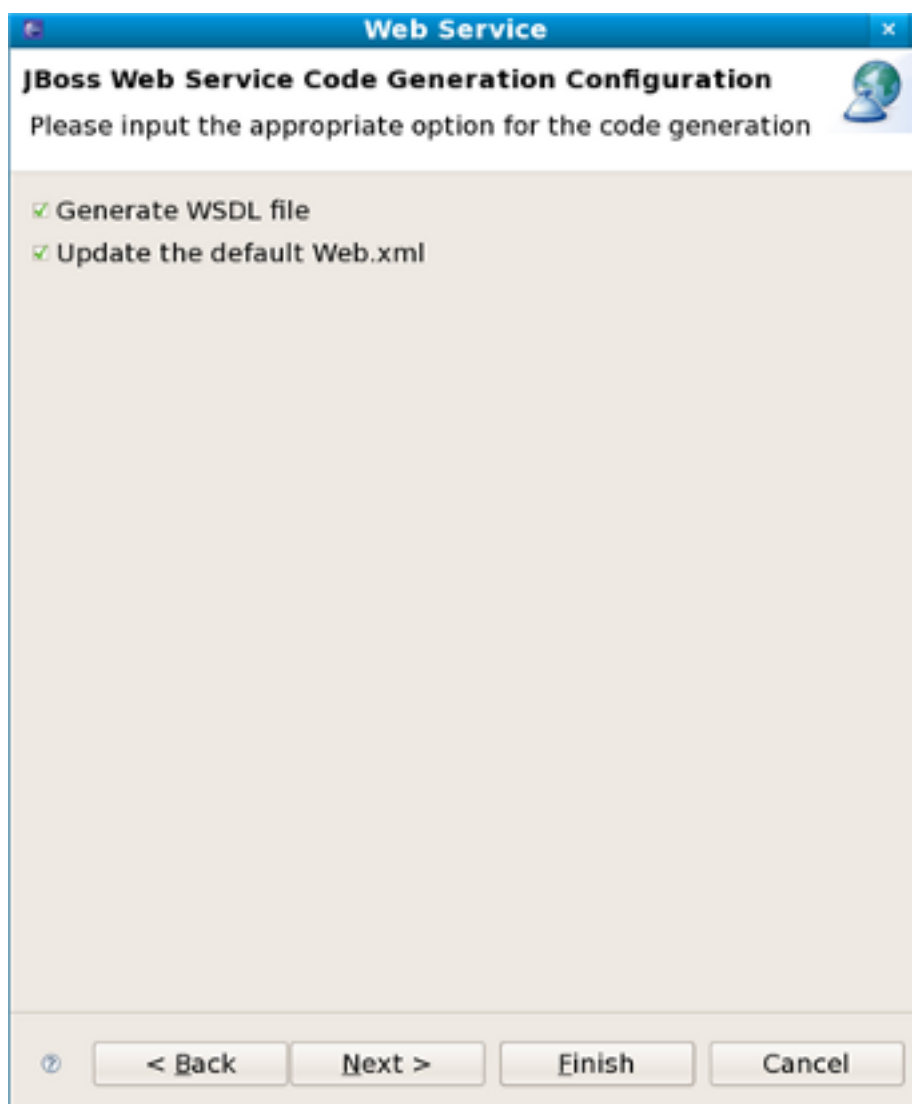 Web Service
JBoss Web Service Code Generation Configuration
Please input the appropriate option for the code generation
Generate WSDL file
Update the default Web.xml
< Back
Next >
Finish
Cancel